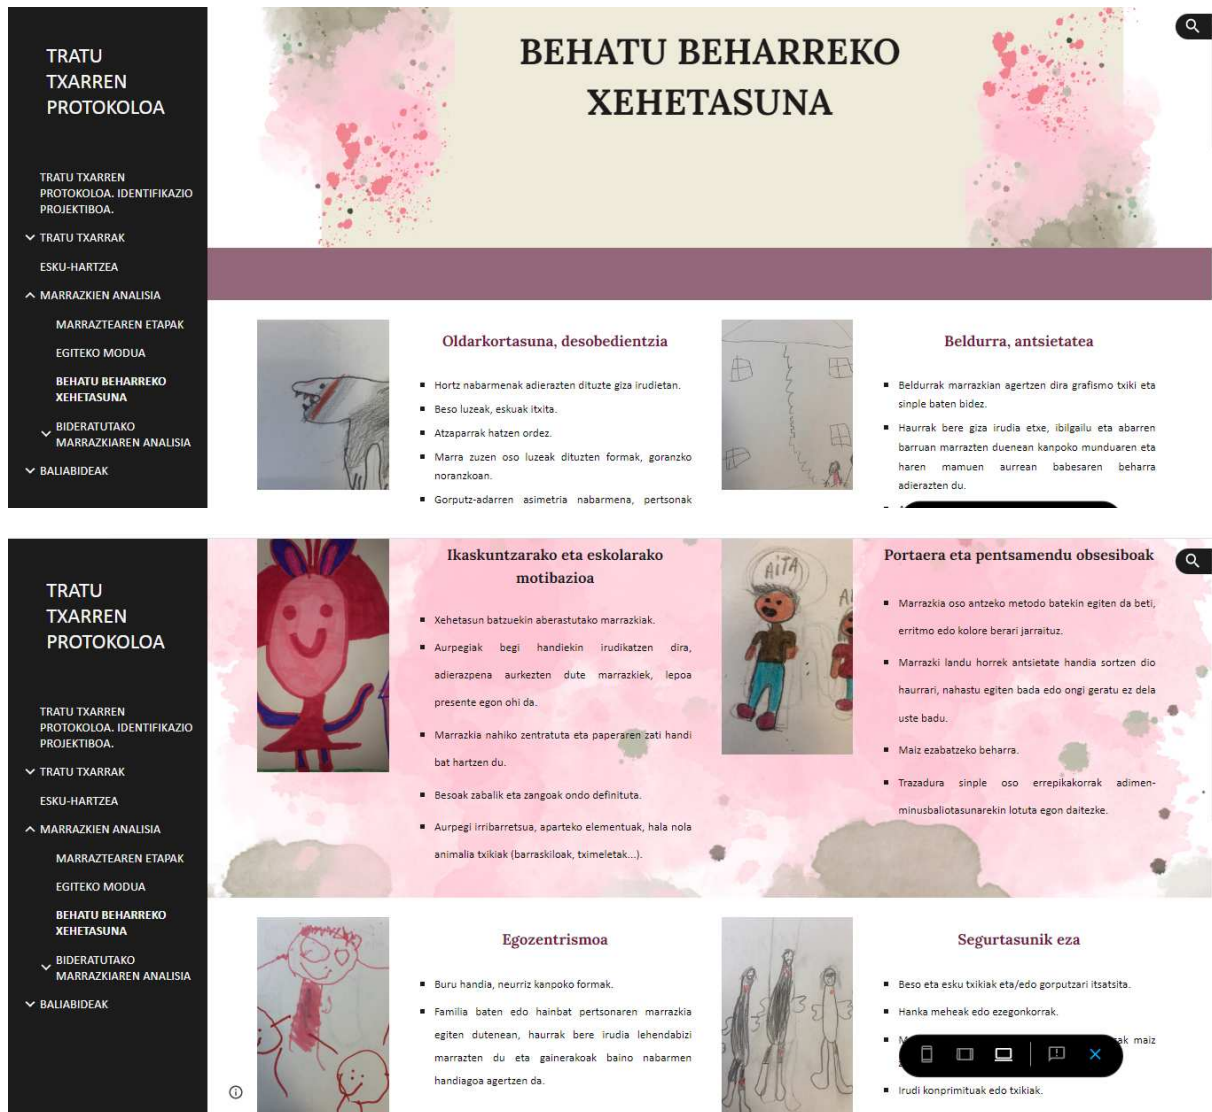 TRATU
TXARREN
PROTOKOLOA
TRATU TXARREN
PROTOKOLOA. IDENTIFIKAZIO
PROJEKTIBOA.
TRATU TXARRAK
ESKU-HARTZEA
MARRAZKIEN ANALISIA
MARRAZTEAREN ETAPAK
EGITEKO MODUA
BEHATU BEHARREKO
XEHETASUNA
BIDERATUTAKO
MARRAZKIAREN ANALISIA
BALIABIDEAK
BEHATU BEHARREKO
XEHETASUNA
Oldarkortasuna, desobedientzia
Hortz nabarmenak adierazten dituzte giza irudietan.
Beso luzeak, eskuak itxita.
Atzaparrak hatzen ordez.
Marra zuzen oso luzeak dituzten formak, goranzko
noranzkoan.
Gorputz-adarren asimetria nabarmena, pertsonak
Beldurra, antsietatea
Beldurrak marrazkian agertzen dira grafismo txiki eta
sinple baten bidez.
Haurrak bere giza irudia etxe, ibilgailu eta abarren
barruan marrazten duenean kanpoko munduaren eta
haren mamuen aurrean babesaren beharra
adierazten du.
TRATU
TXARREN
PROTOKOLOA
TRATU TXARREN
PROTOKOLOA. IDENTIFIKAZIO
PROJEKTIBOA.
TRATU TXARRAK
ESKU-HARTZEA
MARRAZKIEN ANALISIA
MARRAZTEAREN ETAPAK
EGITEKO MODUA
BEHATU BEHARREKO
XEHETASUNA
BIDERATUTAKO
MARRAZKIAREN ANALISIA
BALIABIDEAK
Ikaskuntzarako eta eskolarako
motibazioa
Xehetasun batzuekin aberastutako marrazkiak.
Aurpegiak begi handiekin irudikatzen dira,
adierazpena aurkezten dute marrazkiek, lepoa
presente egon ohi da.
Marrazkia nahiko zentratuta eta paperaren zati handi
bat hartzen du.
Besoak zabalik eta zangoak ondo definituta.
Aurpegi irribarretsua, aparteko elementuak, hala nola
animalia txikiak (barraskiloak, tximeletak...).
AITA
Portaera eta pentsamendu obsesiboak
Marrazkia oso antzeko metodo batekin egiten da beti,
erritmo edo kolore berari jarraituz.
Marrazki landu horrek antsietate handia sortzen dio
haurrari, nahastu egiten bada edo ongi geratu ez dela
uste badu.
Maiz ezabatzeko beharra.
Trazadura sinple oso errepikakorrak adimen-
minusbaliotasunarekin lotuta egon daitezke.
Egozentrismoa
Buru handia, neurriz kanpoko formak.
Familia baten edo hainbat pertsonaren marrazkia
egiten dutenean, haurrak bere irudia lehendabizi
marrazten du eta gainerakoak baino nabarmen
handiagoa agertzen da.
Segurtasunik eza
Beso eta esku txikiak eta/edo gorputzari itsatsita.
Hanka meheak edo ezegonkorrak.
maiz
Irudi konprimituak edo txikiak.